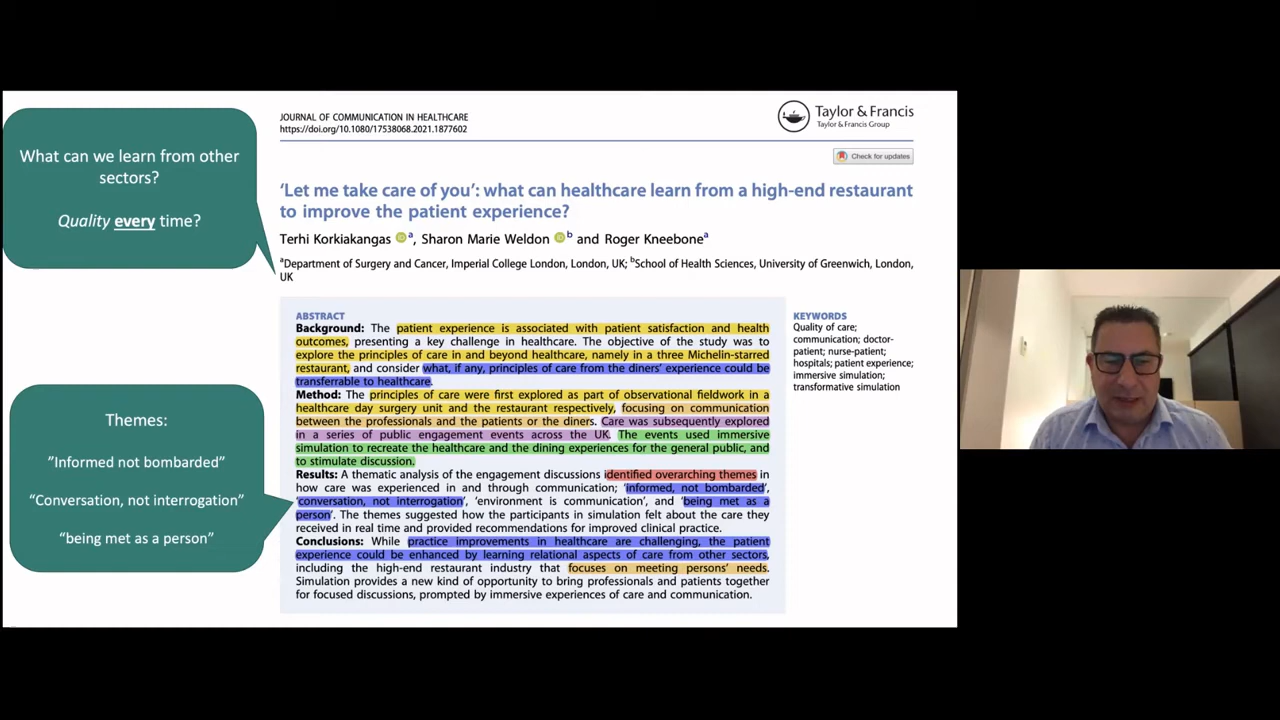 What can we learn from other
sectors?
Quality every time?
Themes:
”Informed not bombarded”
“Conversation, not interrogation”
“being met as a person”
JOURNAL OF COMMUNICATION IN HEALTHCARE
https://doi.org/10.1080/17538068.2021.1877602
Taylor & Francis
Taylor & Francis Group
Check for updates
‘Let me take care of you’: what can healthcare learn from a high-end restaurant
to improve the patient experience?
Terhi Korkiakangas iD a, Sharon Marie Weldon iD b and Roger Kneebone a
aDepartment of Surgery and Cancer, Imperial College London, London, UK; bSchool of Health Sciences, University of Greenwich, London,
UK
ABSTRACT
Background: The patient experience is associated with patient satisfaction and health
outcomes, presenting a key challenge in healthcare. The objective of the study was to
explore the principles of care in and beyond healthcare, namely in a three Michelin-starred
restaurant, and consider what, if any, principles of care from the diners’ experience could be
transferrable to healthcare.
Method: The principles of care were first explored as part of observational fieldwork in a
healthcare day surgery unit and the restaurant respectively, focusing on communication
between the professionals and the patients or the diners. Care was subsequently explored
in a series of public engagement events across the UK. The events used immersive
simulation to recreate the healthcare and the dining experiences for the general public, and
to stimulate discussion.
Results: A thematic analysis of the engagement discussions identified overarching themes in
how care was experienced in and through communication; ‘informed, not bombarded’,
‘conversation, not interrogation’, ‘environment is communication’, and ‘being met as a
person’. The themes suggested how the participants in simulation felt about the care they
received in real time and provided recommendations for improved clinical practice.
Conclusions: While practice improvements in healthcare are challenging, the patient
experience could be enhanced by learning relational aspects of care from other sectors,
including the high-end restaurant industry that focuses on meeting persons’ needs.
Simulation provides a new kind of opportunity to bring professionals and patients together
for focused discussions, prompted by immersive experiences of care and communication.
KEYWORDS
Quality of care;
communication; doctor-
patient; nurse-patient;
hospitals; patient experience;
immersive simulation;
transformative simulation